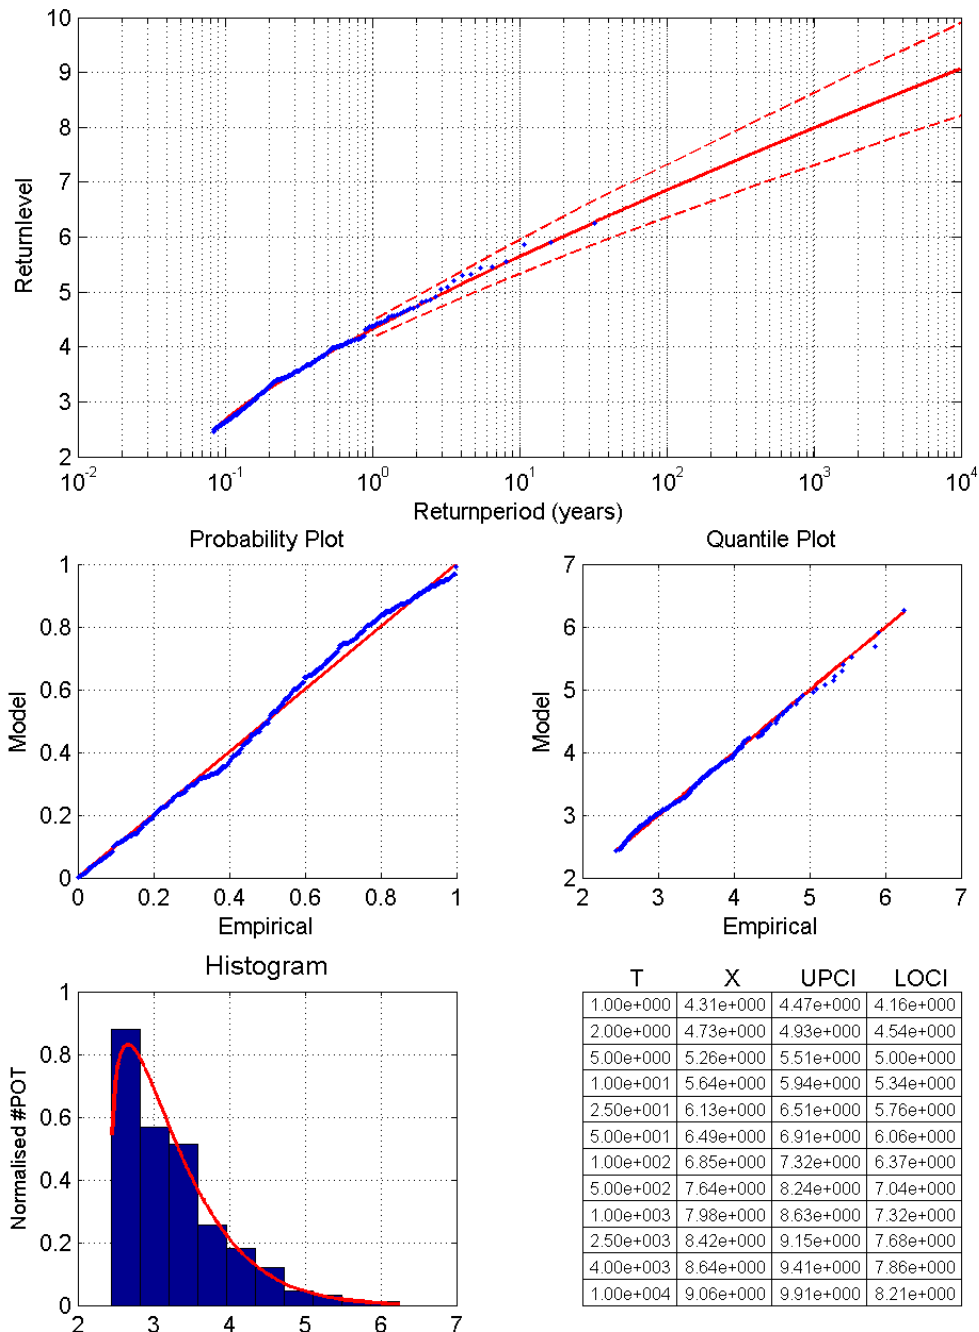 10
9
8
7
6
5
4
3
2
Returnlevel
10^-2 10^-1 10^0 10^1 10^2 10^3 10^4
Returnperiod (years)
Probability Plot
1
0.8
0.6
0.4
0.2
0
Model
0 0.2 0.4 0.6 0.8 1
Empirical
Quantile Plot
7
6
5
4
3
2
Model
2 3 4 5 6 7
Empirical
Histogram
1
0.8
0.6
0.4
0.2
0
Normalised #POT
2 3 4 5 6 7
T X UPCI LOCI
1.00e+000 4.31e+000 4.47e+000 4.16e+000
2.00e+000 4.73e+000 4.93e+000 4.54e+000
5.00e+000 5.26e+000 5.51e+000 5.00e+000
1.00e+001 5.64e+000 5.94e+000 5.34e+000
2.50e+001 6.13e+000 6.51e+000 5.76e+000
5.00e+001 6.49e+000 6.91e+000 6.06e+000
1.00e+002 6.85e+000 7.32e+000 6.37e+000
5.00e+002 7.64e+000 8.24e+000 7.04e+000
1.00e+003 7.98e+000 8.63e+000 7.32e+000
2.50e+003 8.42e+000 9.15e+000 7.68e+000
4.00e+003 8.64e+000 9.41e+000 7.86e+000
1.00e+004 9.06e+000 9.91e+000 8.21e+000